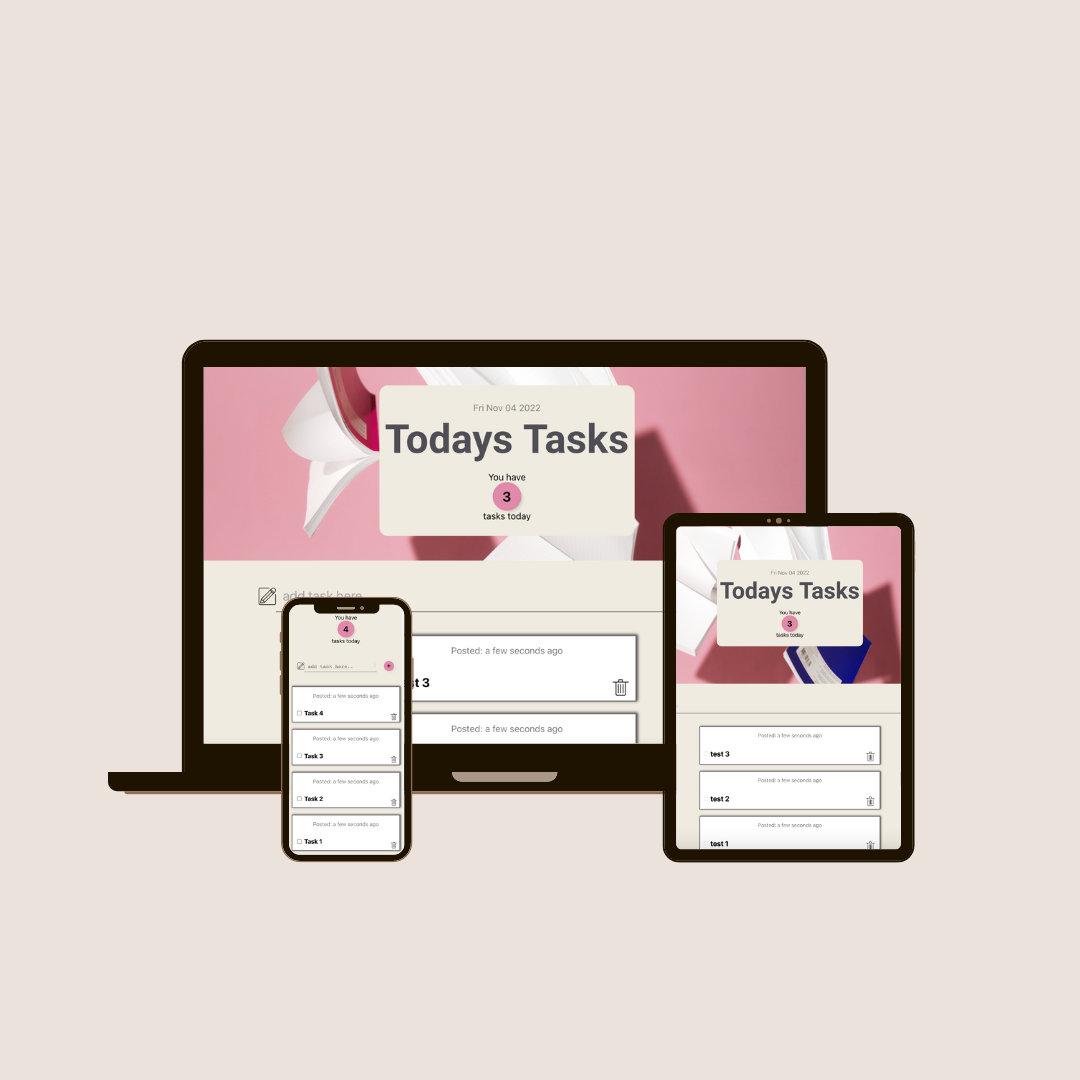 Fri Nov 04 2022
Todays Tasks
You have
3
tasks today
add task here
Posted: a few seconds ago
t 3
Posted: a few seconds ago
You have
4
tasks today
add task here..
+
Posted: a few seconds ago
Task 4
Posted: a few seconds ago
Task 3
Posted: a few seconds ago
Task 2
Posted: a few seconds ago
Task 1
Fri Nov 04 2022
Todays Tasks
You have
3
tasks today
Posted: a few seconds ago
test 3
Posted: a few seconds ago
test 2
Posted: a few seconds ago
test 1